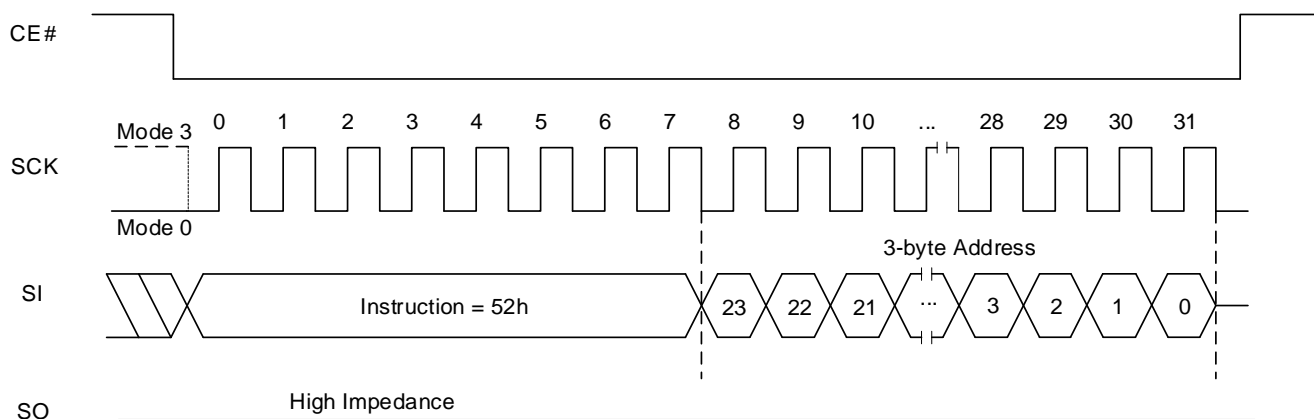 CE#
0 1 2 3 4 5 6 7 8 9 10 ... 28 29 30 31
Mode 3
SCK
Mode 0
3-byte Address
SI Instruction = 52h 23 22 21 ... 3 2 1 0
High Impedance
SO